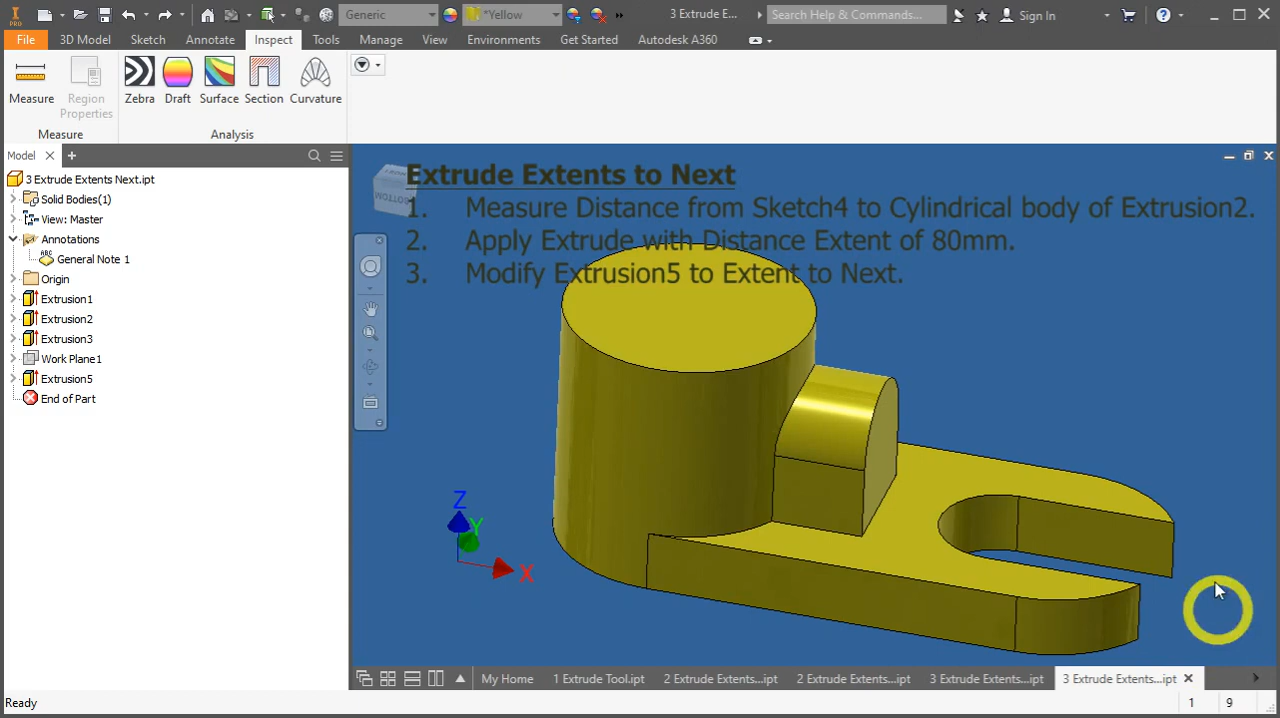 PRO
Generic
*Yellow
3 Extrude E...
Search Help & Commands...
Sign In
File
3D Model
Sketch
Annotate
Inspect
Tools
Manage
View
Environments
Get Started
Autodesk A360
Measure
Region
Properties
Zebra
Draft
Surface
Section
Curvature
Measure
Analysis
Model
3 Extrude Extents Next.ipt
Solid Bodies(1)
View: Master
Annotations
ABC
General Note 1
Origin
Extrusion1
Extrusion2
Extrusion3
Work Plane1
Extrusion5
End of Part
Extrude Extents to Next
1. Measure Distance from Sketch4 to Cylindrical body of Extrusion2.
2. Apply Extrude with Distance Extent of 80mm.
3. Modify Extrusion5 to Extent to Next.
BOTTOM
Z
Y
X
My Home
1 Extrude Tool.ipt
2 Extrude Extents...ipt
2 Extrude Extents...ipt
3 Extrude Extents...ipt
3 Extrude Extents...ipt
Ready
1
9